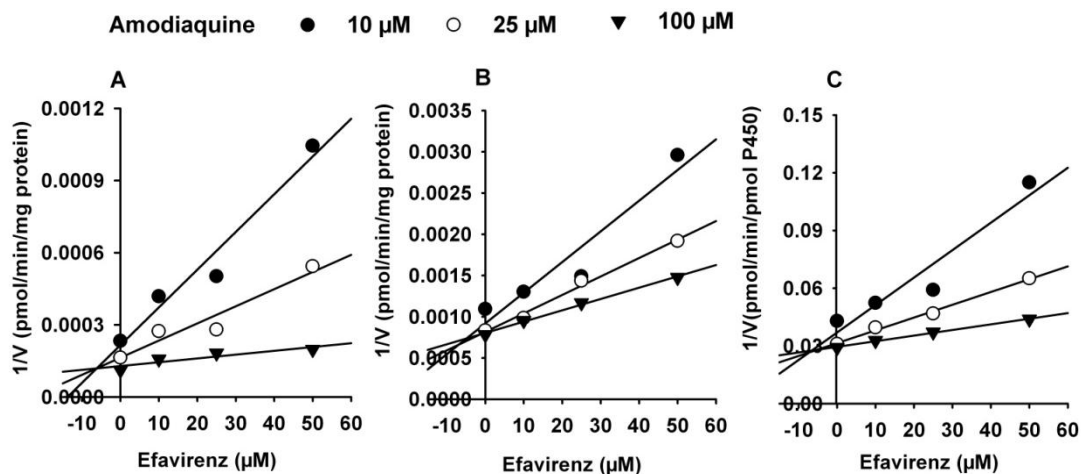 Amodiaquine 10 µM 25 µM 100 µM
A
0.0012
0.0009
0.0006
0.0003
0.0000
-10 0 10 20 30 40 50 60
1/V (pmol/min/mg protein)
Efavirenz (µM)
B
0.0035
0.0030
0.0025
0.0020
0.0015
0.0010
0.0005
0.0000
-10 0 10 20 30 40 50 60
1/V (pmol/min/mg protein)
Efavirenz (µM)
C
0.15
0.12
0.09
0.06
0.03
0.00
-10 0 10 20 30 40 50 60
1/V(pmol/min/pmol P450)
Efavirenz (µM)